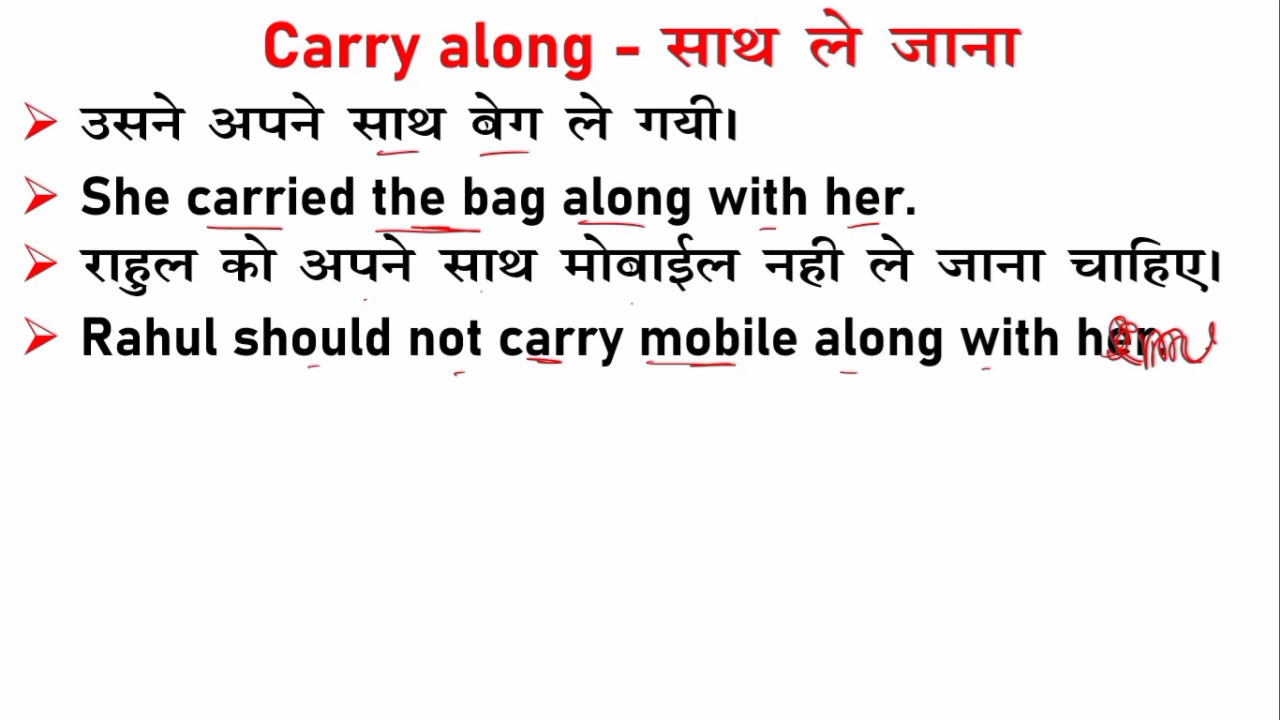 Carry along - साथ ले जाना
उसने अपने साथ बेग ले गयी।
She carried the bag along with her.
राहुल को अपने साथ मोबाईल नही ले जाना चाहिए।
Rahul should not carry mobile along with